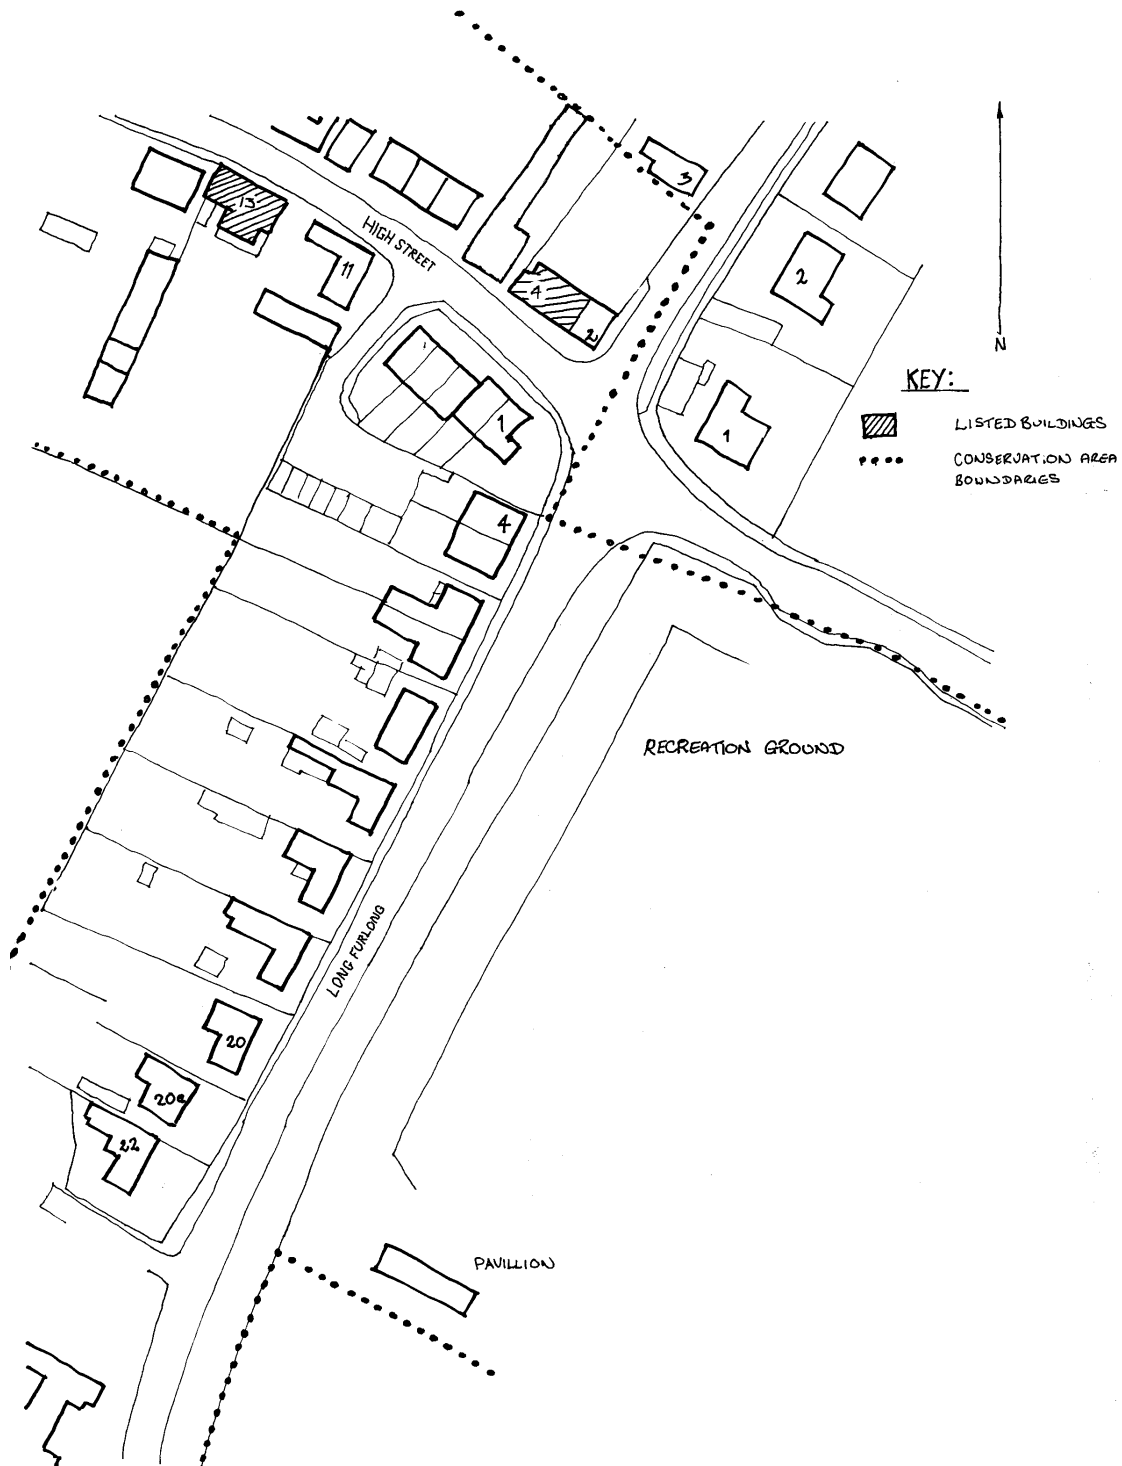 3
13
HIGH STREET
11
2
4
2
N
KEY:
1
1
LISTED BUILDINGS
CONSERVATION AREA
BOUNDARIES
4
RECREATION GROUND
LONG FURLONG
20
20a
22
PAVILLION